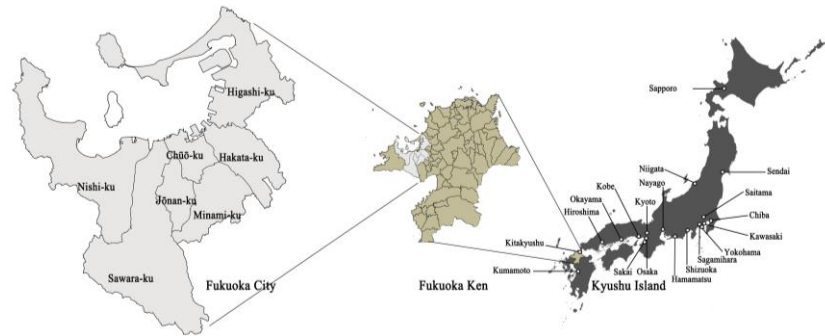 Higashi-ku
Chūō-ku
Hakata-ku
Nishi-ku
Jōnan-ku
Minami-ku
Sawara-ku
Fukuoka City
Fukuoka Ken
Kyushu Island
Sapporo
Niigata
Sendai
Nayago
Kobe
Kyoto
Saitama
Okayama
Hiroshima
Chiba
Kitakyushu
Kawasaki
Yokohama
Sagamihara
Shizuoka
Kumamoto
Sakai
Osaka
Hamamatsu